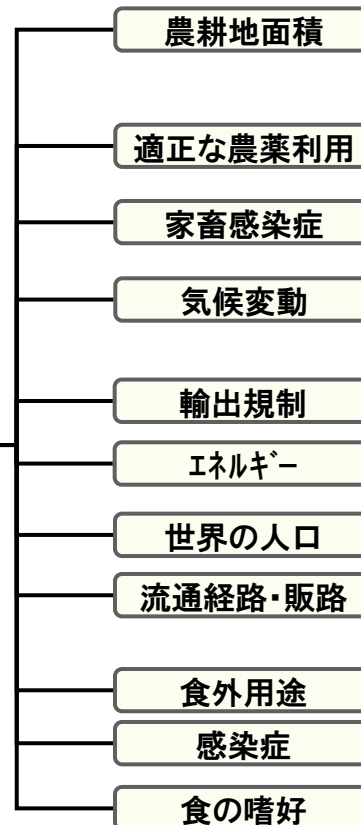 農耕地面積
適正な農薬利用
家畜感染症
気候変動
輸出規制
ｴﾈﾙｷﾞｰ
世界の人口
流通経路・販路
食外用途
感染症
食の嗜好